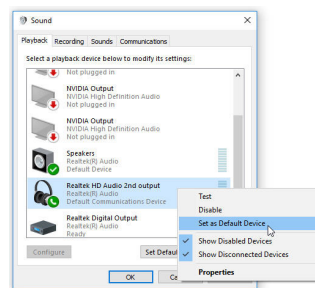 Sound
Playback Recording Sounds Communications
Select a playback device below to modify its settings:
Not plugged in
NVIDIA Output
NVIDIA High Definition Audio
Not plugged in
NVIDIA Output
NVIDIA High Definition Audio
Not plugged in
Speakers
Realtek(R) Audio
Default Device
Realtek HD Audio 2nd output
Realtek(R) Audio
Default Communications Device
Realtek Digital Output
Realtek(R) Audio
Ready
Test
Disable
Set as Default Device
Show Disabled Devices
Show Disconnected Devices
Properties
Configure Set Defau
OK Ca